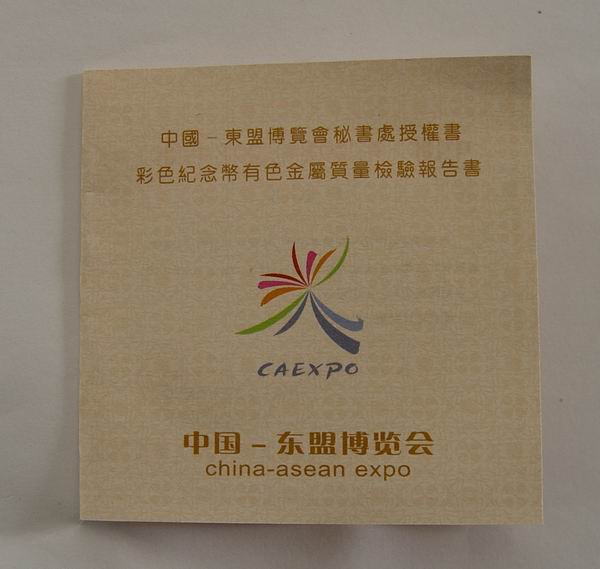 中國－東盟博覽會秘書處授權書
彩色紀念幣有色金屬質量檢驗報告書
CAEXPO
中国－东盟博览会
china-asean expo